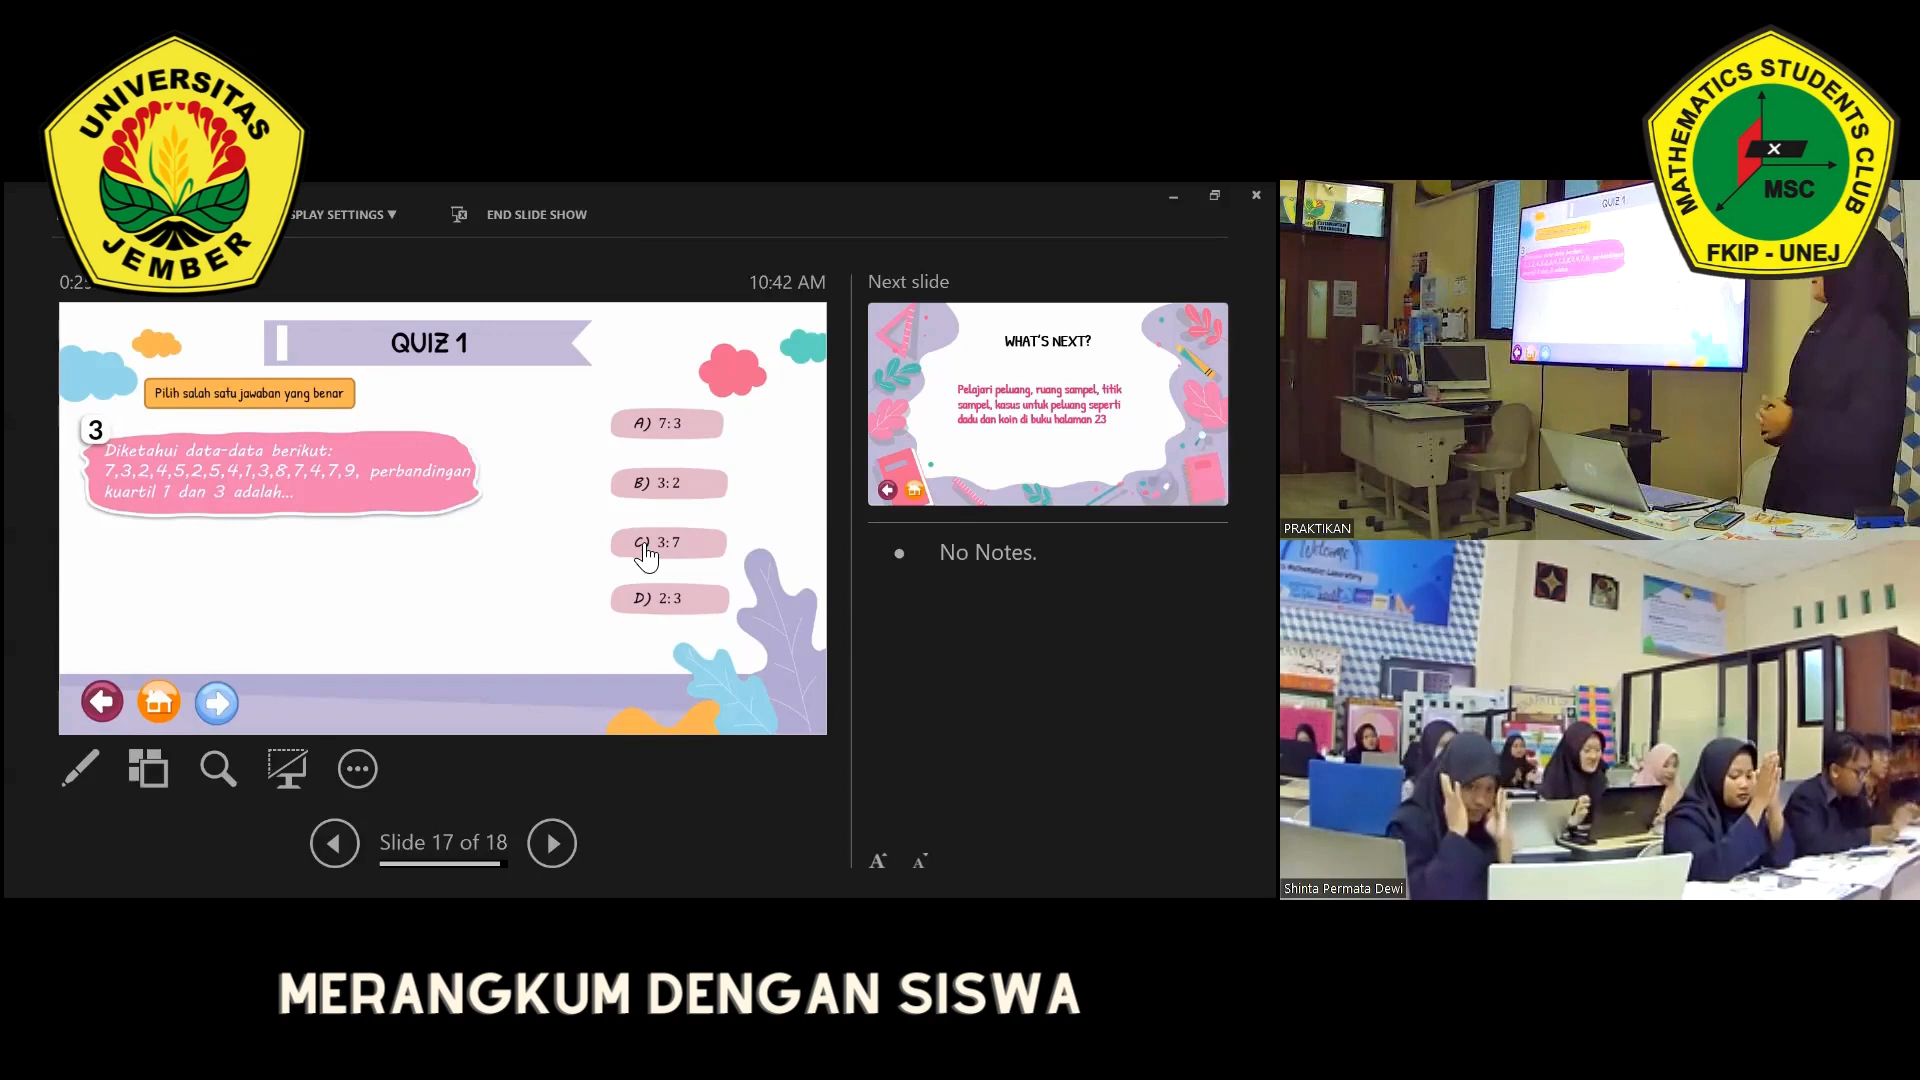 UNIVERSITAS
JEMBER
MATHEMATICS STUDENTS CLUB
X
MSC
FKIP - UNEJ
SPLAY SETTINGS ▼
END SLIDE SHOW
10:42 AM
Next slide
QUIZ 1
Pilih salah satu jawaban yang benar
3
Diketahui data-data berikut:
7,3,2,4,5,2,5,4,1,3,8,7,4,7,9, perbandingan
kuartil 1 dan 3 adalah...
A) 7:3
B) 3:2
C) 3:7
D) 2:3
WHAT'S NEXT?
Pelajari peluang, ruang sampel, titik
sampel, kasus untuk peluang seperti
dadu dan koin di buku halaman 23
• No Notes.
Slide 17 of 18
A A
QUIZ 1
PRAKTIKAN
Welcome
Shinta Permata Dewi
MERANGKUM DENGAN SISWA